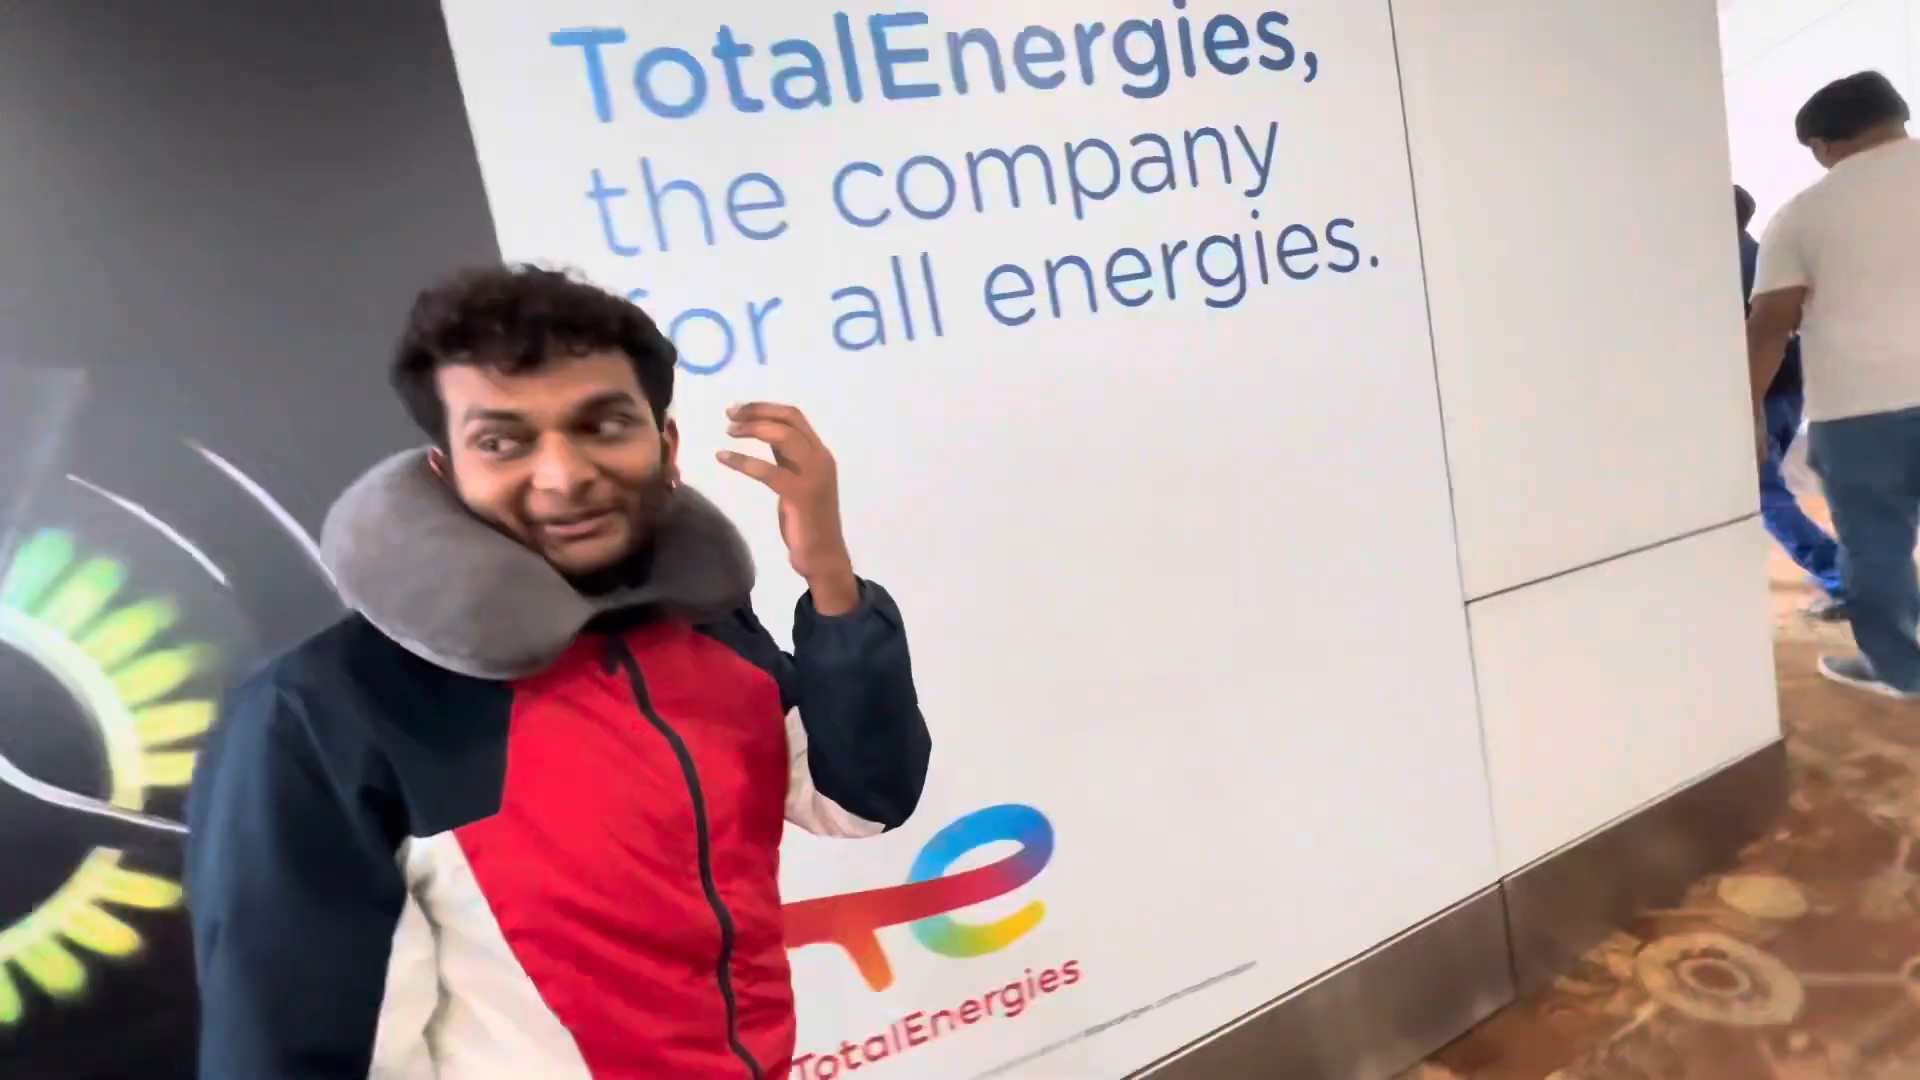 TotalEnergies,
the company
for all energies.
TotalEnergies